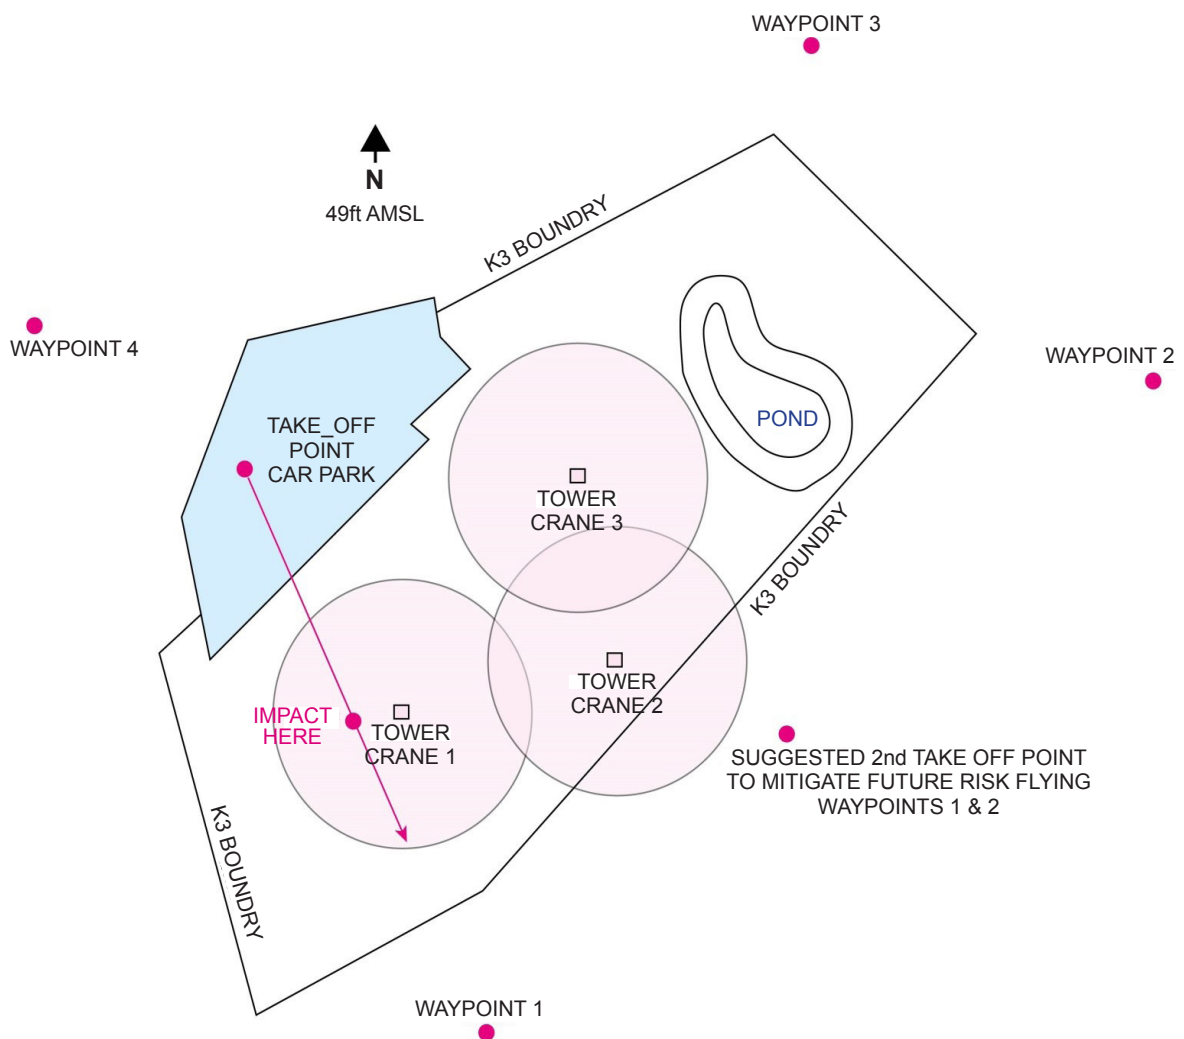 WAYPOINT 3
N
49ft AMSL
K3 BOUNDRY
WAYPOINT 4
WAYPOINT 2
TAKE_OFF
POINT
CAR PARK
POND
TOWER
CRANE 3
K3 BOUNDRY
TOWER
CRANE 2
IMPACT
HERE
TOWER
CRANE 1
SUGGESTED 2nd TAKE OFF POINT
TO MITIGATE FUTURE RISK FLYING
WAYPOINTS 1 & 2
K3 BOUNDRY
WAYPOINT 1